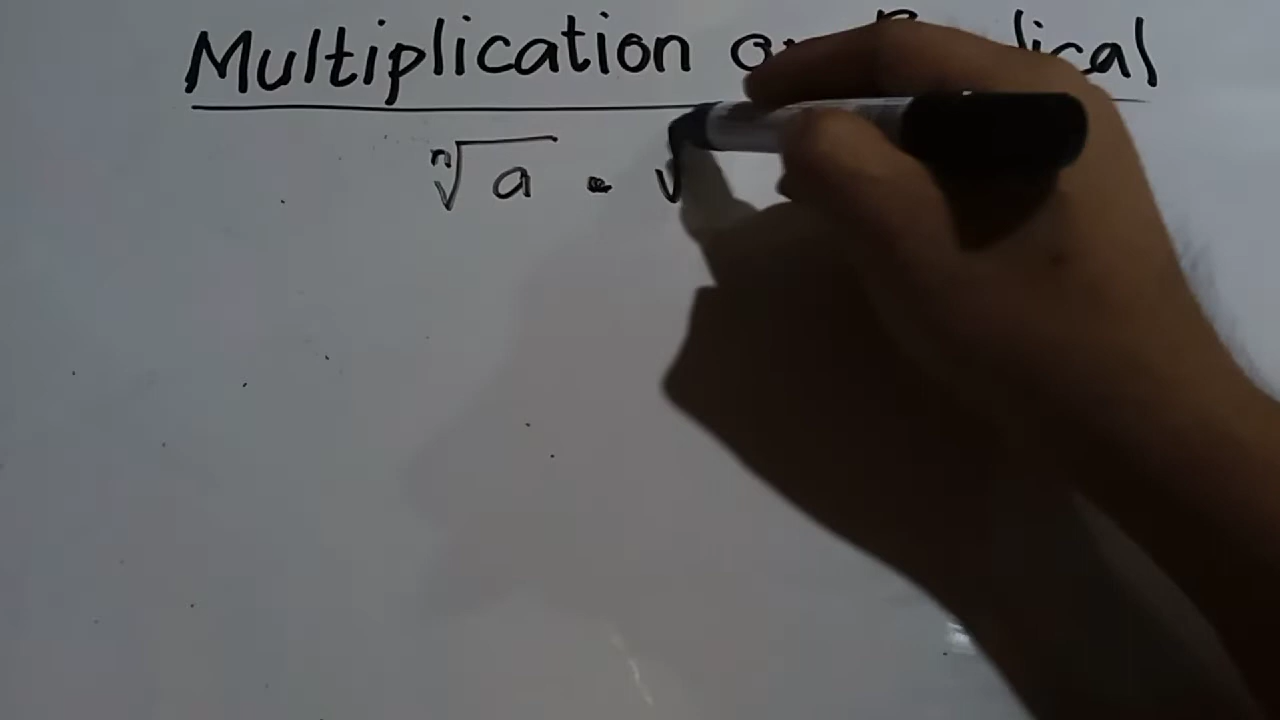 Multiplication
ⁿ√a · √